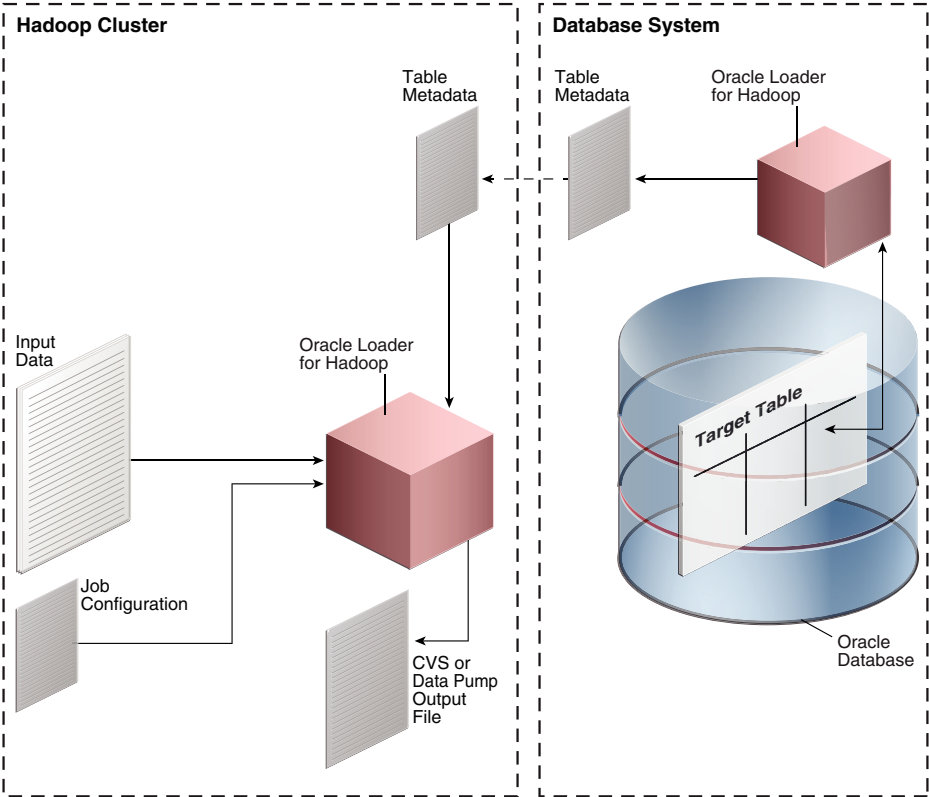 Hadoop Cluster
Table
Metadata
Input
Data
Oracle Loader
for Hadoop
Job
Configuration
CVS or
Data Pump
Output
File
Database System
Table
Metadata
Oracle Loader
for Hadoop
Target Table
Oracle
Database